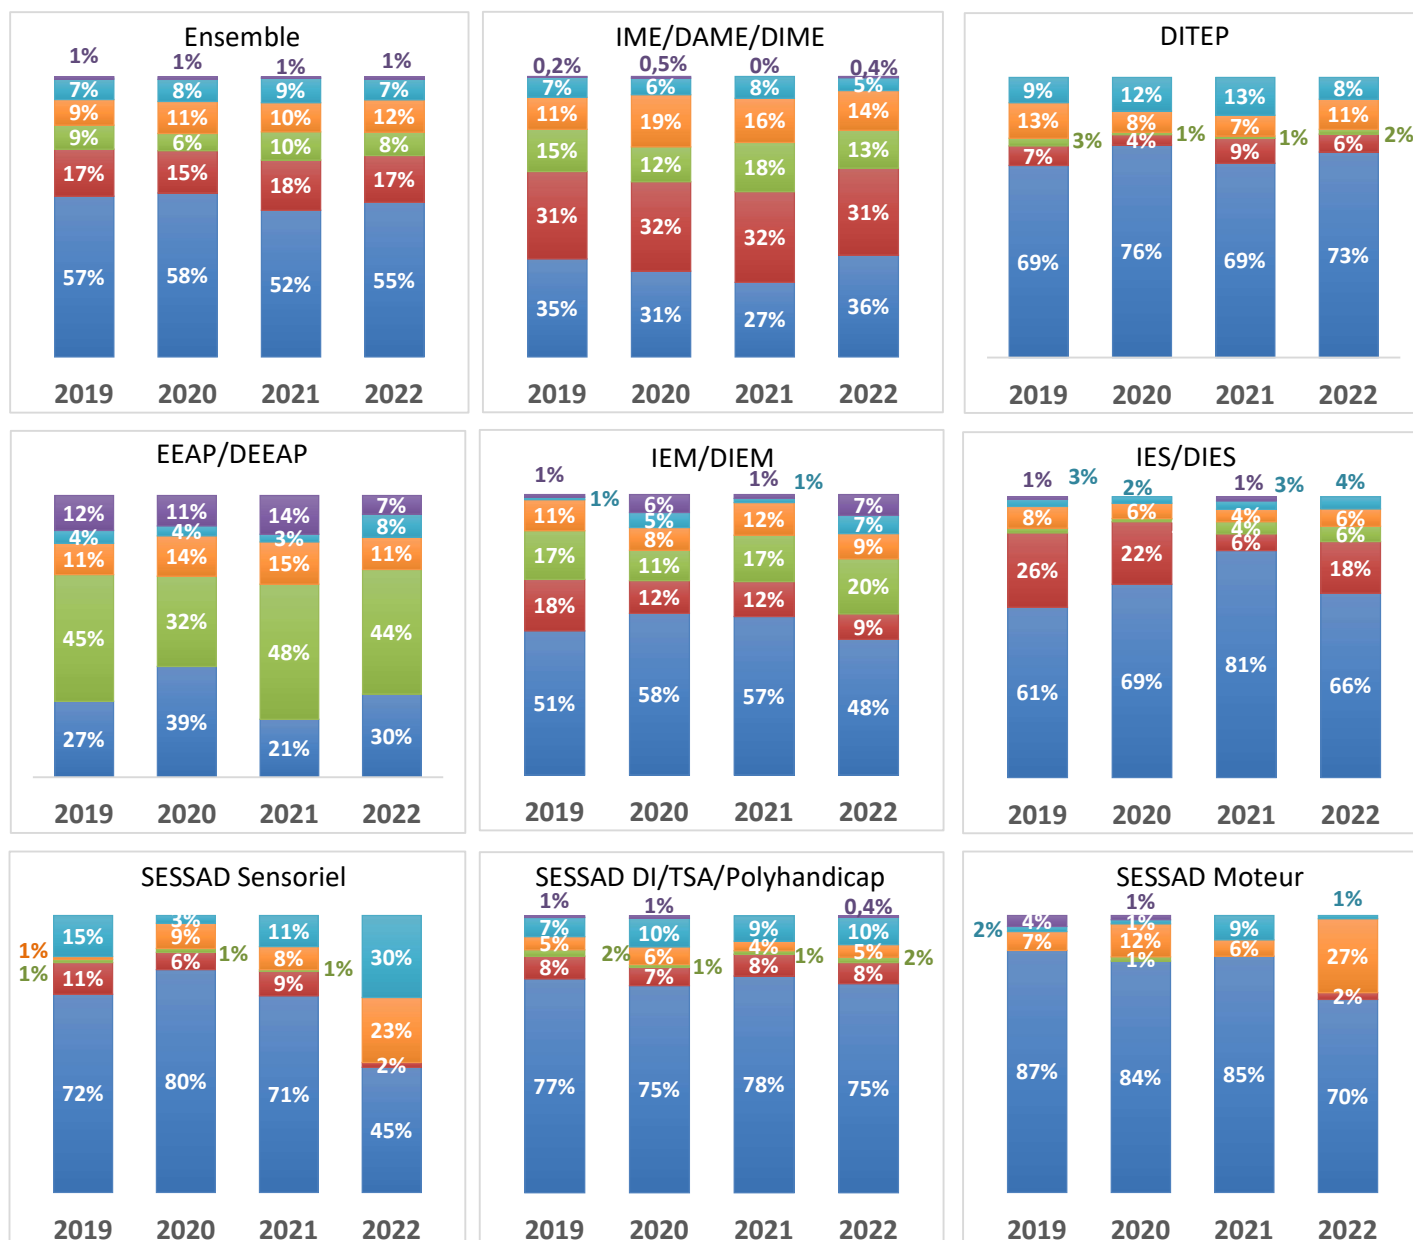 Ensemble
1% 1% 1% 1%
7% 8% 9% 7%
9% 11% 10% 12%
9% 6% 10% 8%
17% 15% 18% 17%
57% 58% 52% 55%
2019 2020 2021 2022
IME/DAME/DIME
0,2% 0,5% 0% 0,4%
7% 6% 8% 5%
11% 19% 16% 14%
15% 12% 18% 13%
31% 32% 32% 31%
35% 31% 27% 36%
2019 2020 2021 2022
DITEP
9% 12% 13% 8%
13% 8% 7% 11%
3% 1% 1% 2%
7% 4% 9% 6%
69% 76% 69% 73%
2019 2020 2021 2022
EEAP/DEEAP
12% 11% 14% 7%
4% 4% 3% 8%
11% 14% 15% 11%
45% 32% 48% 44%
27% 39% 21% 30%
2019 2020 2021 2022
IEM/DIEM
1% 6% 1% 7%
1% 5% 1% 7%
11% 8% 12% 9%
17% 11% 17% 20%
18% 12% 12% 9%
51% 58% 57% 48%
2019 2020 2021 2022
IES/DIES
1% 1%
3% 2% 3% 4%
8% 6% 4% 6%
4% 6%
26% 22% 6% 18%
61% 69% 81% 66%
2019 2020 2021 2022
SESSAD Sensoriel
15% 3% 11% 30%
1% 9% 8% 23%
1% 1% 1%
11% 6% 9% 2%
72% 80% 71% 45%
2019 2020 2021 2022
SESSAD DI/TSA/Polyhandicap
1% 1% 0,4%
7% 10% 9% 10%
5% 6% 4% 5%
2% 1% 1% 2%
8% 7% 8% 8%
77% 75% 78% 75%
2019 2020 2021 2022
SESSAD Moteur
4% 1%
2% 1% 9% 1%
7% 12% 6% 27%
1%
2%
87% 84% 85% 70%
2019 2020 2021 2022